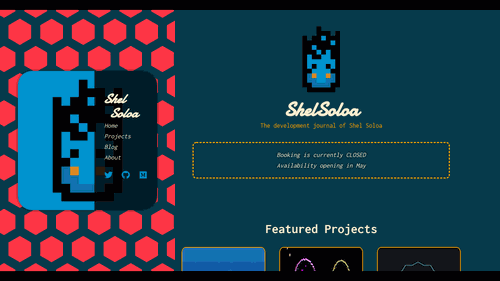 Shel
Soloa
Home
Projects
Blog
About
ShelSoloa
The development journal of Shel Soloa
Booking is currently CLOSED
Availability opening in May
Featured Projects